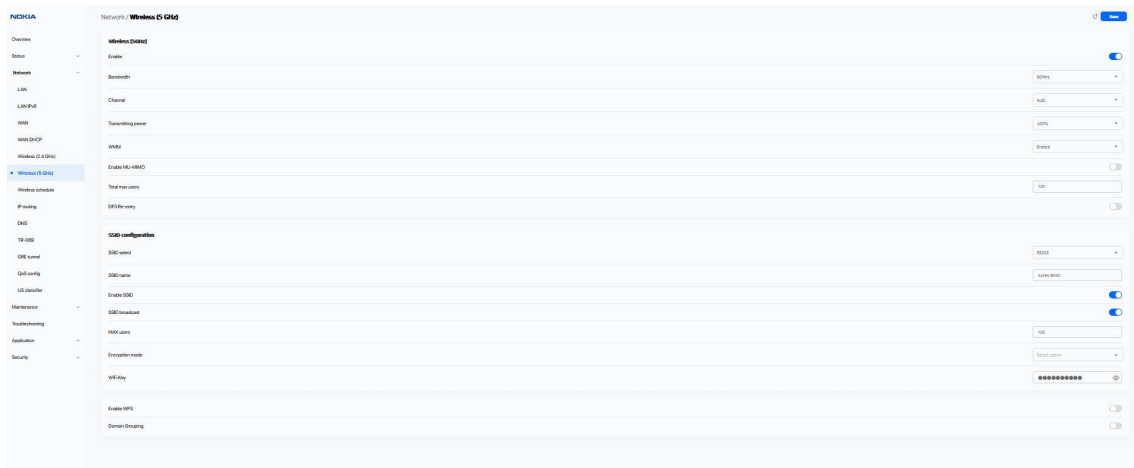 NOKIA
Network / Wireless (5 GHz)
Save
Overview
Status
Network
LAN
LAN IPv6
WAN
WAN DHCP
Wireless (2.4 GHz)
Wireless (5 GHz)
Wireless schedule
IP-routing
DNS
TR-069
GRE tunnel
QoS config
US classifier
Maintenance
Troubleshooting
Application
Security
Wireless (5GHz)
Enable
Bandwidth
80MHz
Channel
Auto
Transmitting power
100%
WMM
Enable
Enable MU-MIMO
Total max users
DFS Re-entry
SSID configuration
SSID select
SSID name
Enable SSID
SSID broadcast
MAX users
Encryption mode
Select option
WiFi Key
Enable WPS
Domain Grouping